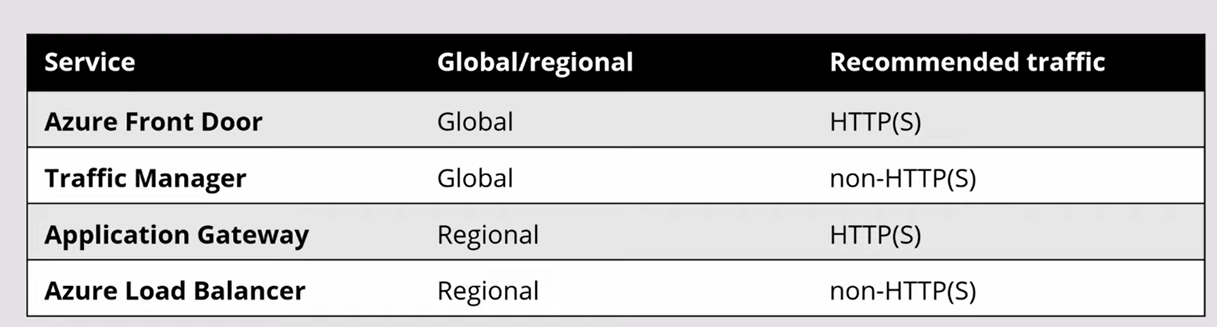 Service Global/regional Recommended traffic
Azure Front Door Global HTTP(S)
Traffic Manager Global non-HTTP(S)
Application Gateway Regional HTTP(S)
Azure Load Balancer Regional non-HTTP(S)